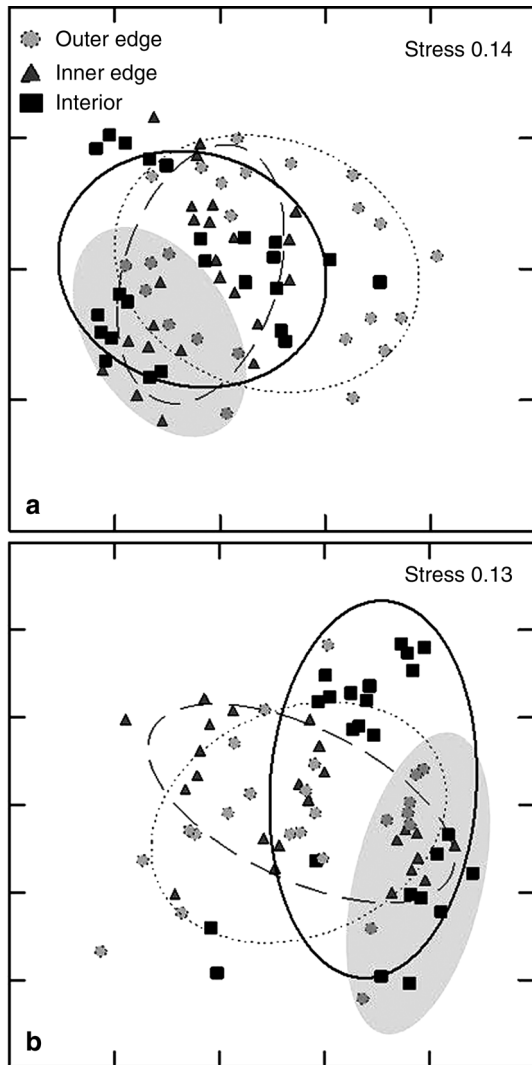 Outer edge
Stress 0.14
Inner edge
Interior
a
Stress 0.13
b